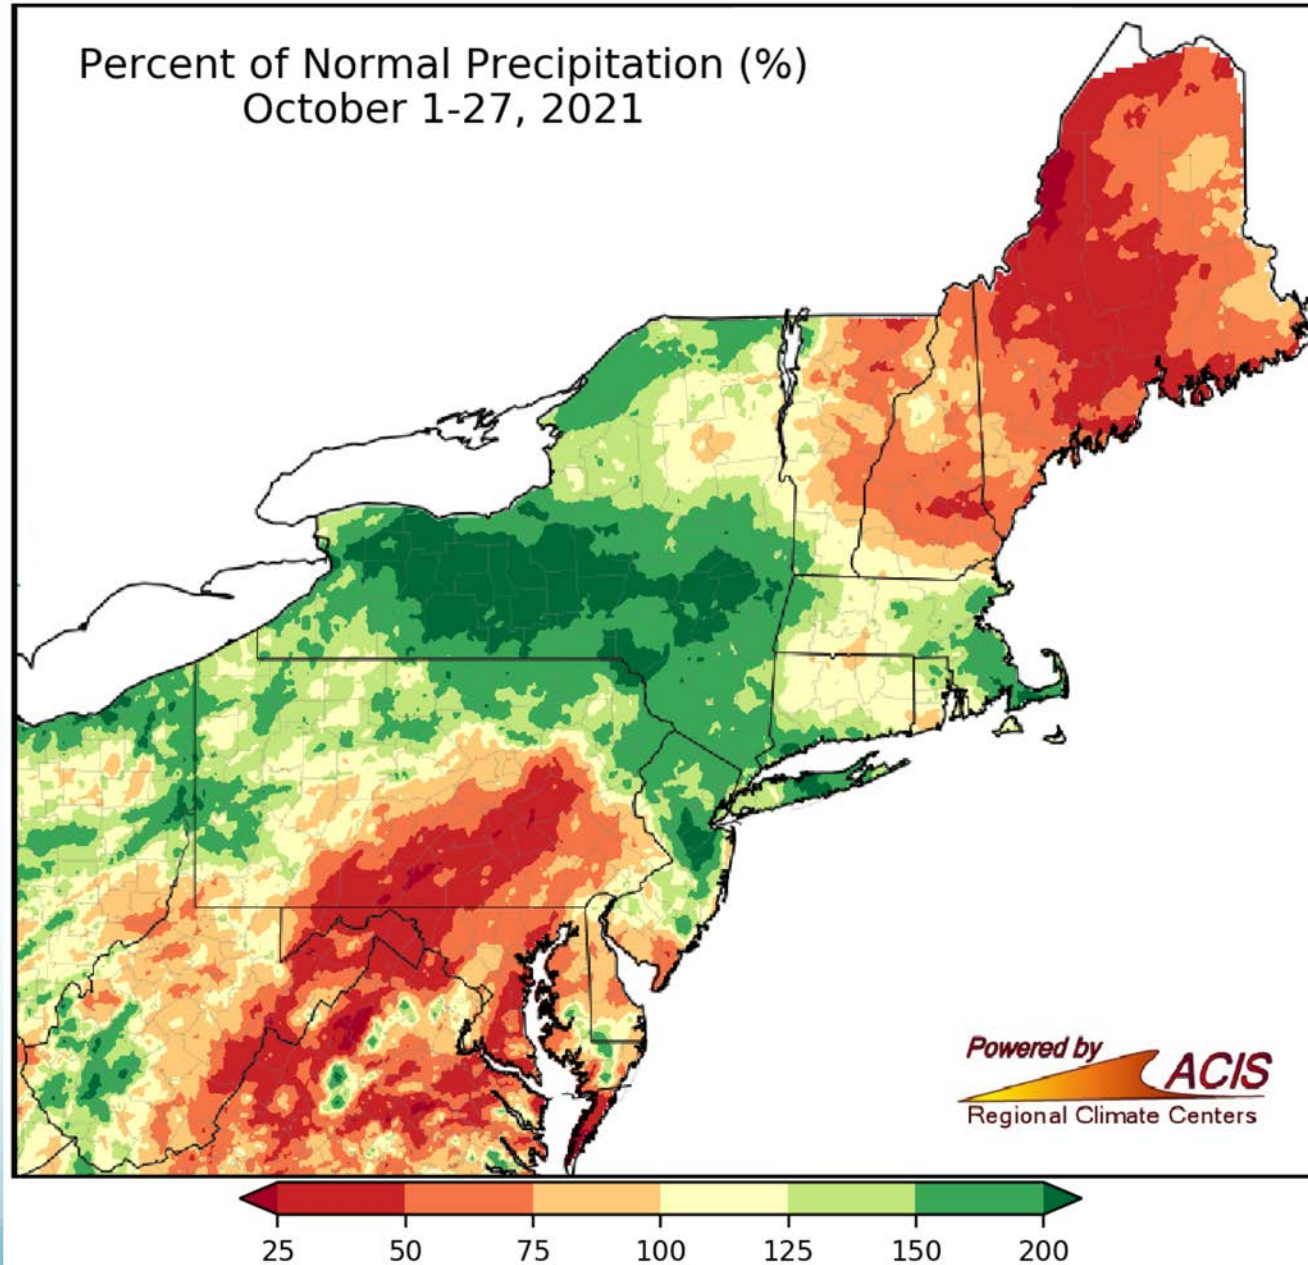 Percent of Normal Precipitation (%)
October 1-27, 2021
Powered by
ACIS
Regional Climate Centers
25 50 75 100 125 150 200